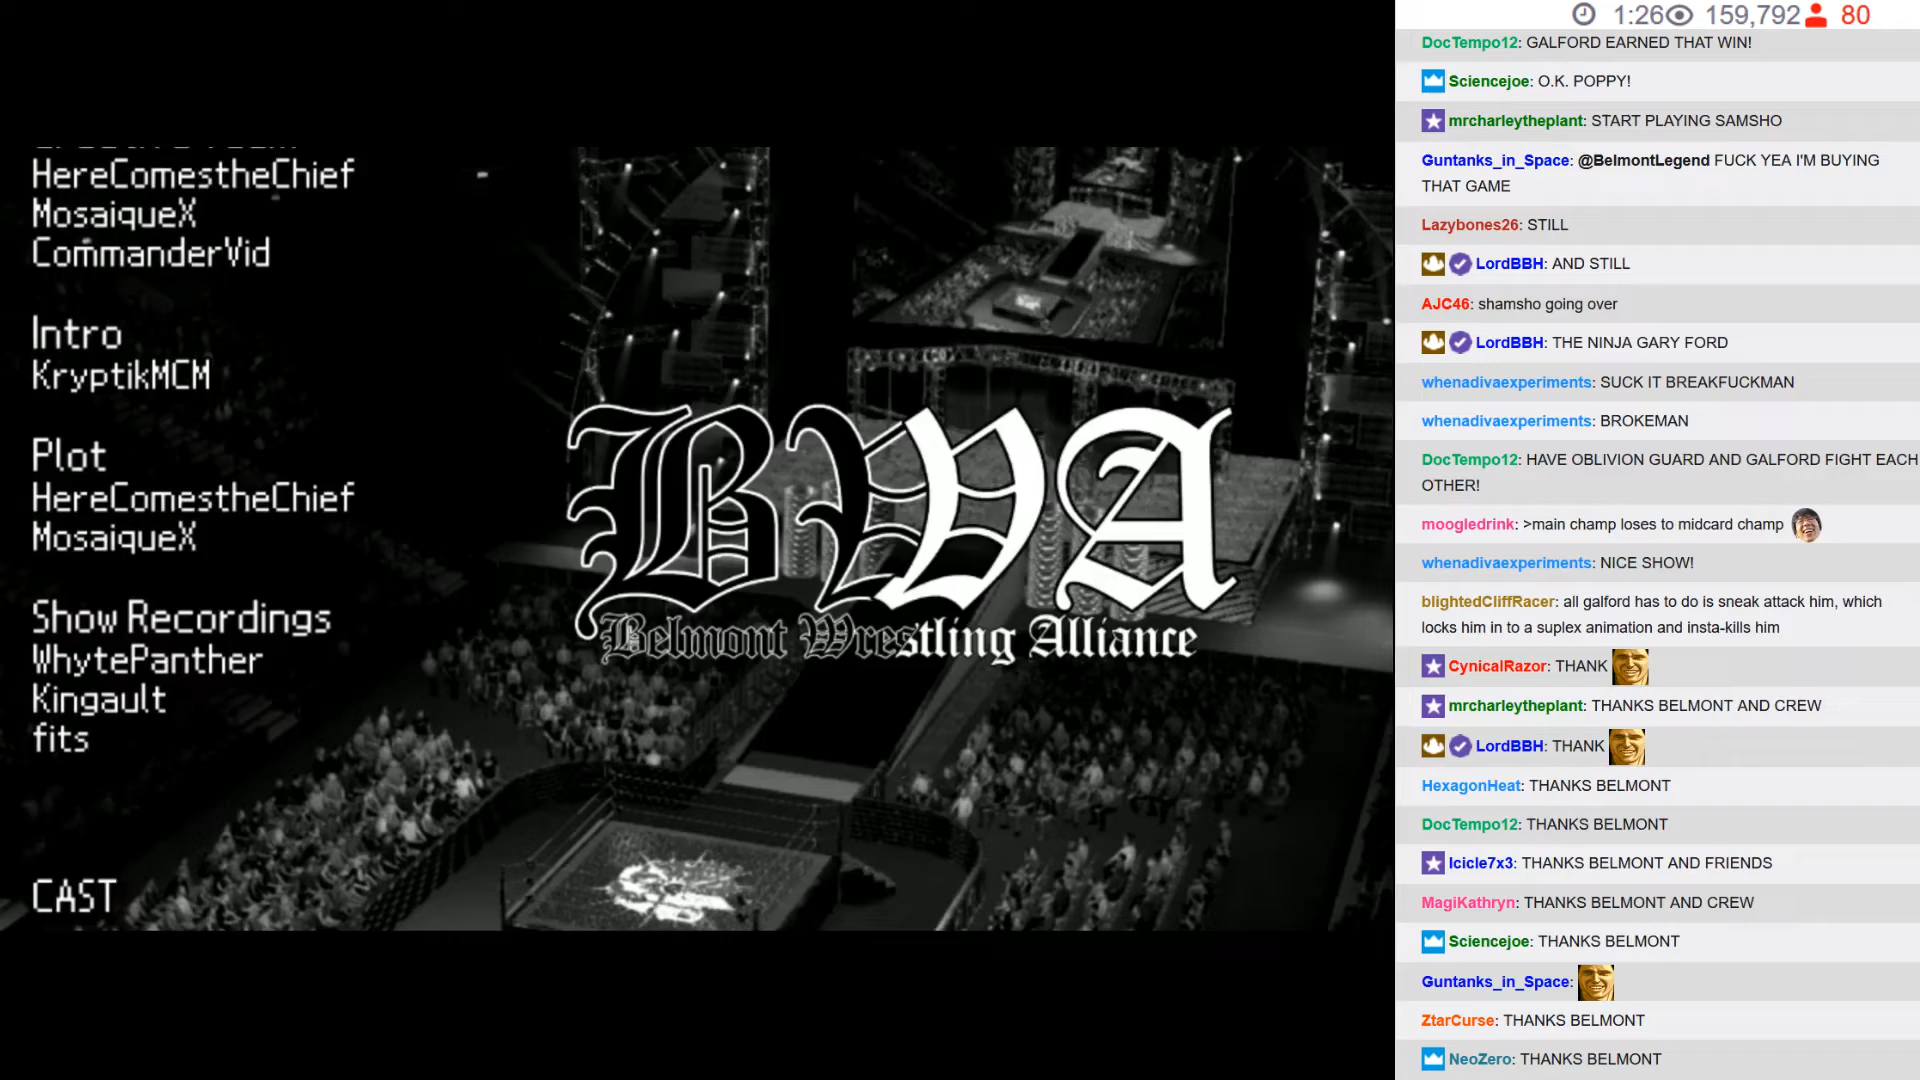 HereComestheChief
MosaiqueX
CommanderVid
Intro
KryptikMCM
Plot
HereComestheChief
MosaiqueX
Show Recordings
WhytePanther
Kingault
fits
CAST
BWA
Belmont Wrestling Alliance
1:26 159,792 80
DocTempo12: GALFORD EARNED THAT WIN!
Sciencejoe: O.K. POPPY!
mrcharleytheplant: START PLAYING SAMSHO
Guntanks_in_Space: @BelmontLegend FUCK YEA I'M BUYING
THAT GAME
Lazybones26: STILL
LordBBH: AND STILL
AJC46: shamsho going over
LordBBH: THE NINJA GARY FORD
whenadivaexperiments: SUCK IT BREAKFUCKMAN
whenadivaexperiments: BROKEMAN
DocTempo12: HAVE OBLIVION GUARD AND GALFORD FIGHT EACH
OTHER!
moogledrink: >main champ loses to midcard champ
whenadivaexperiments: NICE SHOW!
blightedCliffRacer: all galford has to do is sneak attack him, which
locks him in to a suplex animation and insta-kills him
CynicalRazor: THANK
mrcharleytheplant: THANKS BELMONT AND CREW
LordBBH: THANK
HexagonHeat: THANKS BELMONT
DocTempo12: THANKS BELMONT
Icicle7x3: THANKS BELMONT AND FRIENDS
MagiKathryn: THANKS BELMONT AND CREW
Sciencejoe: THANKS BELMONT
Guntanks_in_Space:
ZtarCurse: THANKS BELMONT
NeoZero: THANKS BELMONT